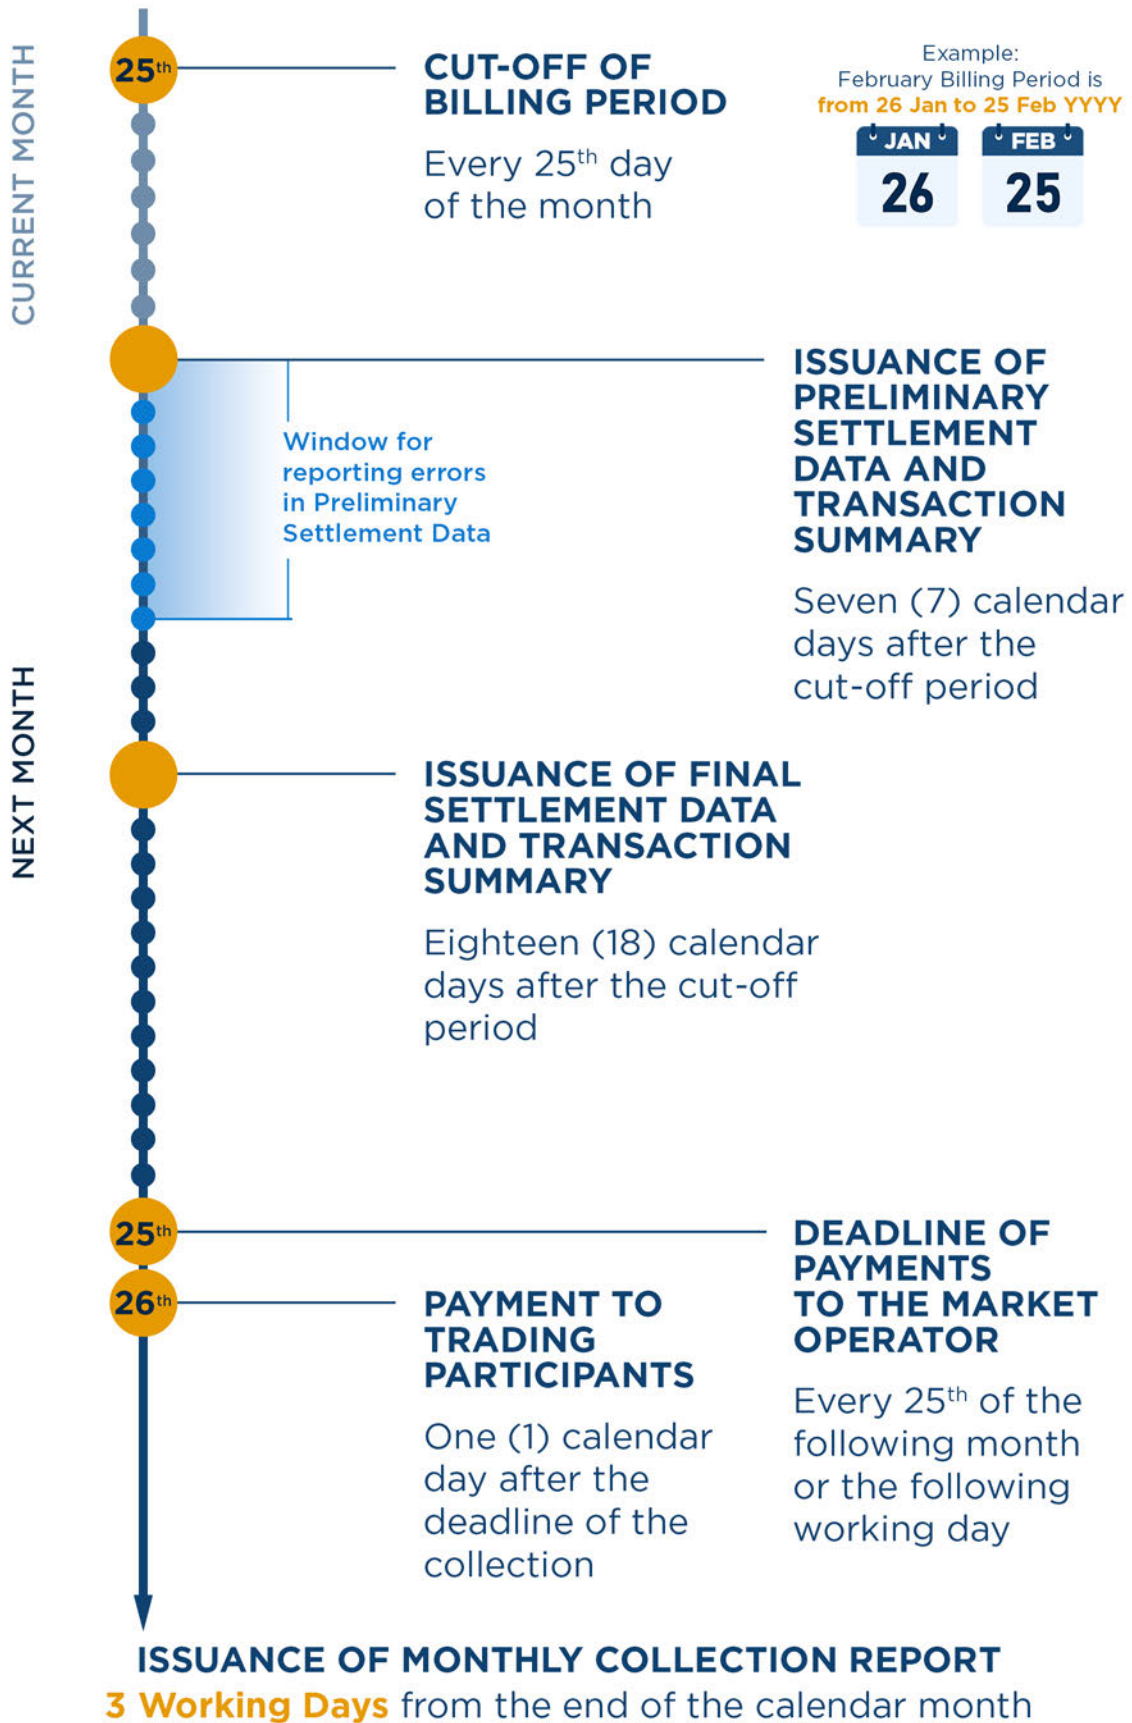 CURRENT MONTH
25th
CUT-OFF OF
BILLING PERIOD
Every 25th day
of the month
Example:
February Billing Period is
from 26 Jan to 25 Feb YYYY
JAN
26
FEB
25
ISSUANCE OF
PRELIMINARY
SETTLEMENT
DATA AND
TRANSACTION
SUMMARY
Seven (7) calendar
days after the
cut-off period
Window for
reporting errors
in Preliminary
Settlement Data
NEXT MONTH
ISSUANCE OF FINAL
SETTLEMENT DATA
AND TRANSACTION
SUMMARY
Eighteen (18) calendar
days after the cut-off
period
25th
DEADLINE OF
PAYMENTS
TO THE MARKET
OPERATOR
Every 25th of the
following month
or the following
working day
26th
PAYMENT TO
TRADING
PARTICIPANTS
One (1) calendar
day after the
deadline of the
collection
ISSUANCE OF MONTHLY COLLECTION REPORT
3 Working Days from the end of the calendar month